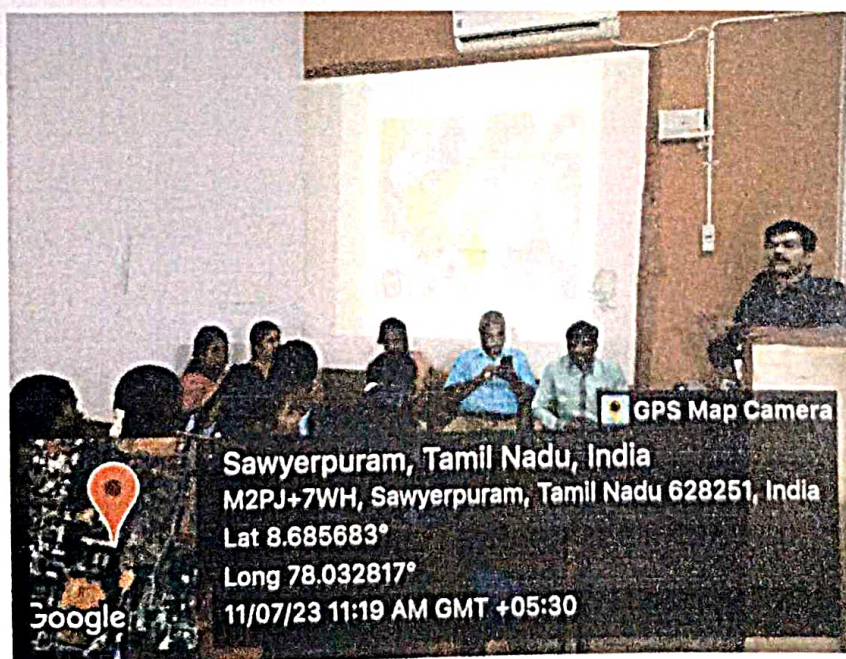 GPS Map Camera
Sawyerpuram, Tamil Nadu, India
M2PJ+7WH, Sawyerpuram, Tamil Nadu 628251, India
Lat 8.685683°
Long 78.032817°
11/07/23 11:19 AM GMT +05:30
Google